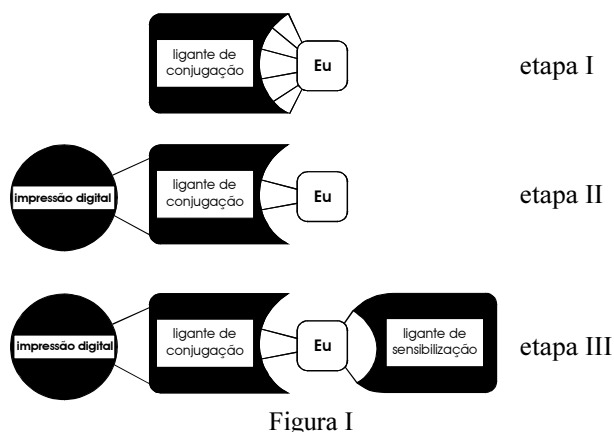 ligante de
conjugação
Eu
etapa I
impressão digital
ligante de
conjugação
Eu
etapa II
impressão digital
ligante de
conjugação
Eu
ligante de
sensibilização
etapa III
Figura I